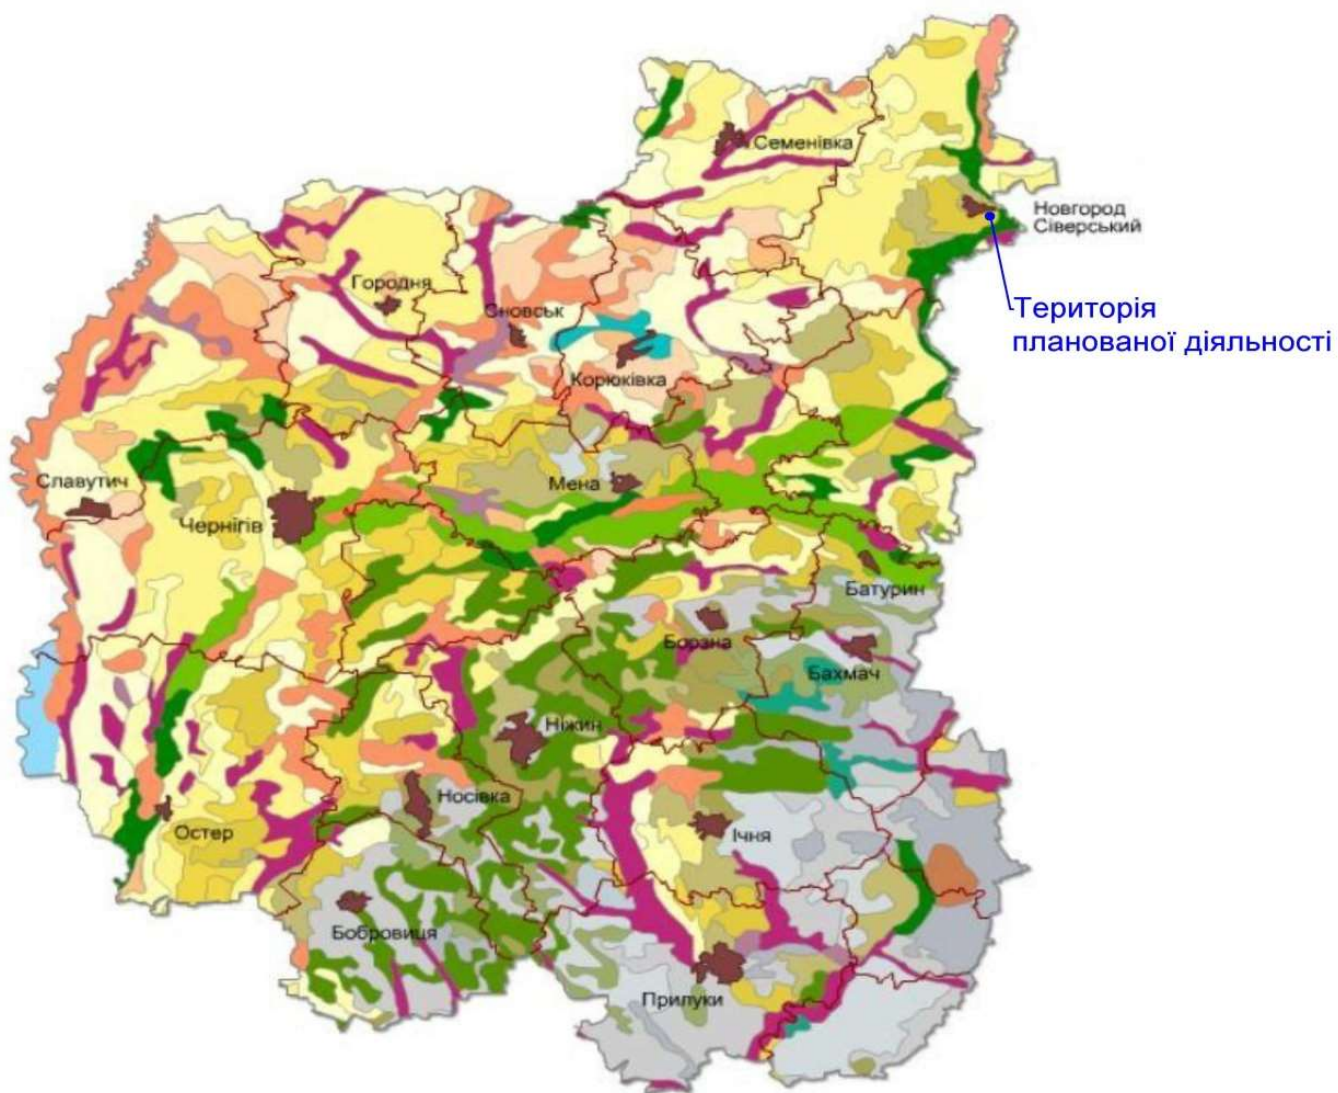 Семенівка
Новгород
Сіверський
Городня
Сновськ
Територія
планованої діяльності
Корюківка
Славутич
Мена
Чернігів
Батурин
Борзна
Бахмач
Ніжин
Носівка
Остер
Ічня
Бобровиця
Прилуки